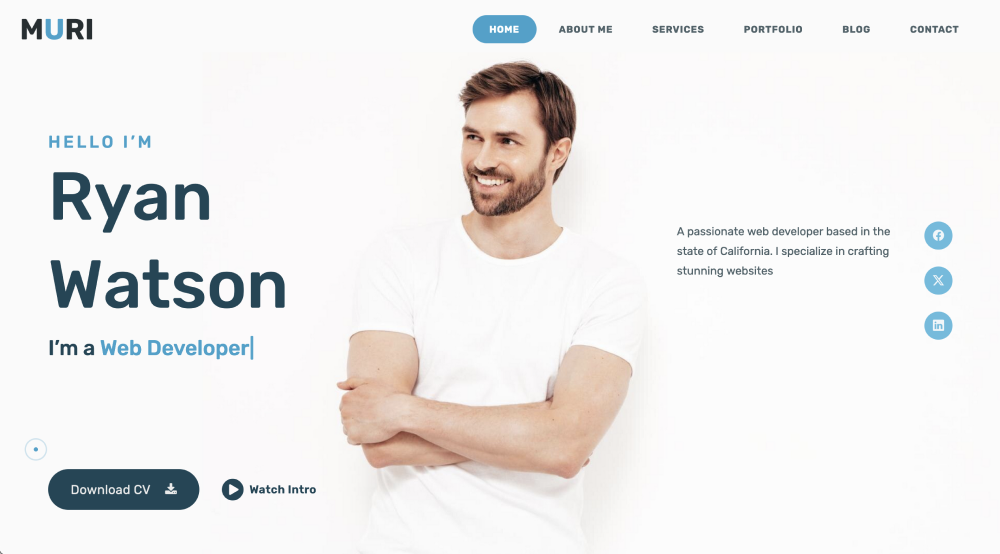 MURI
HOME
ABOUT ME
SERVICES
PORTFOLIO
BLOG
CONTACT
HELLO I’M
Ryan
Watson
I’m a Web Developer
A passionate web developer based in the
state of California. I specialize in crafting
stunning websites
Download CV
Watch Intro